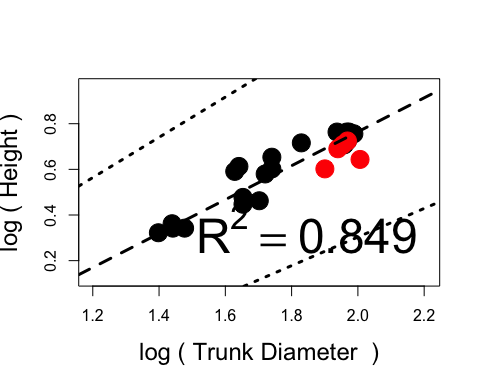 log ( Height )
0.8
0.6
0.4
0.2
R² = 0.849
1.2 1.4 1.6 1.8 2.0 2.2
log ( Trunk Diameter )